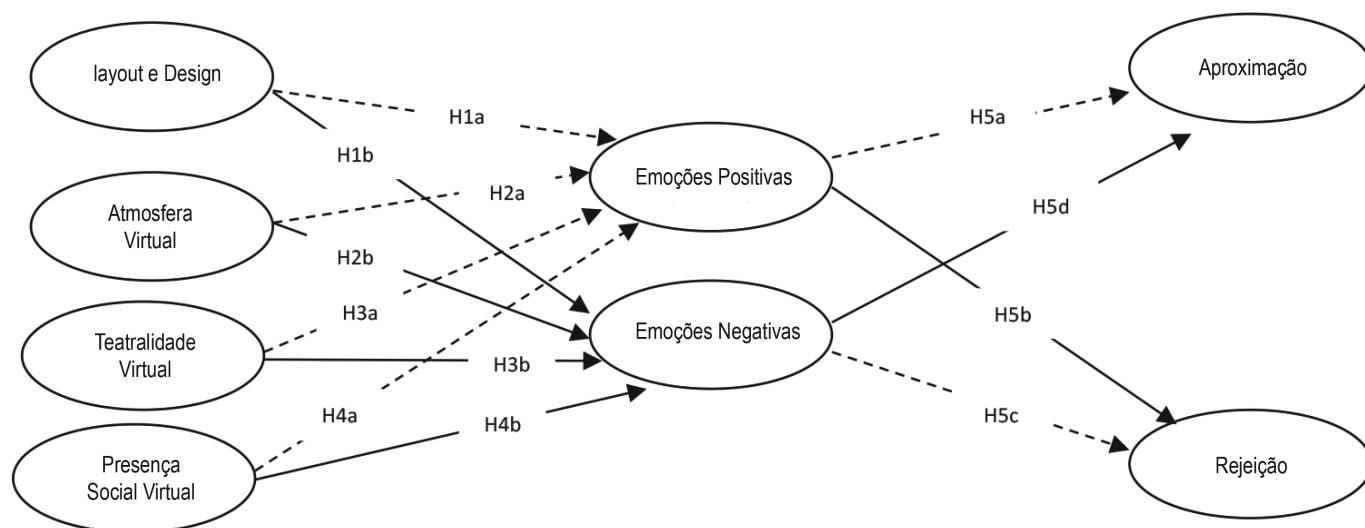 layout e Design
Aproximação
H1a
H5a
H1b
Emoções Positivas
H2a
Atmosfera
Virtual
H5d
H2b
H3a
H5b
Emoções Negativas
Teatralidade
Virtual
H3b
H4a
H4b
H5c
Presença
Social Virtual
Rejeição